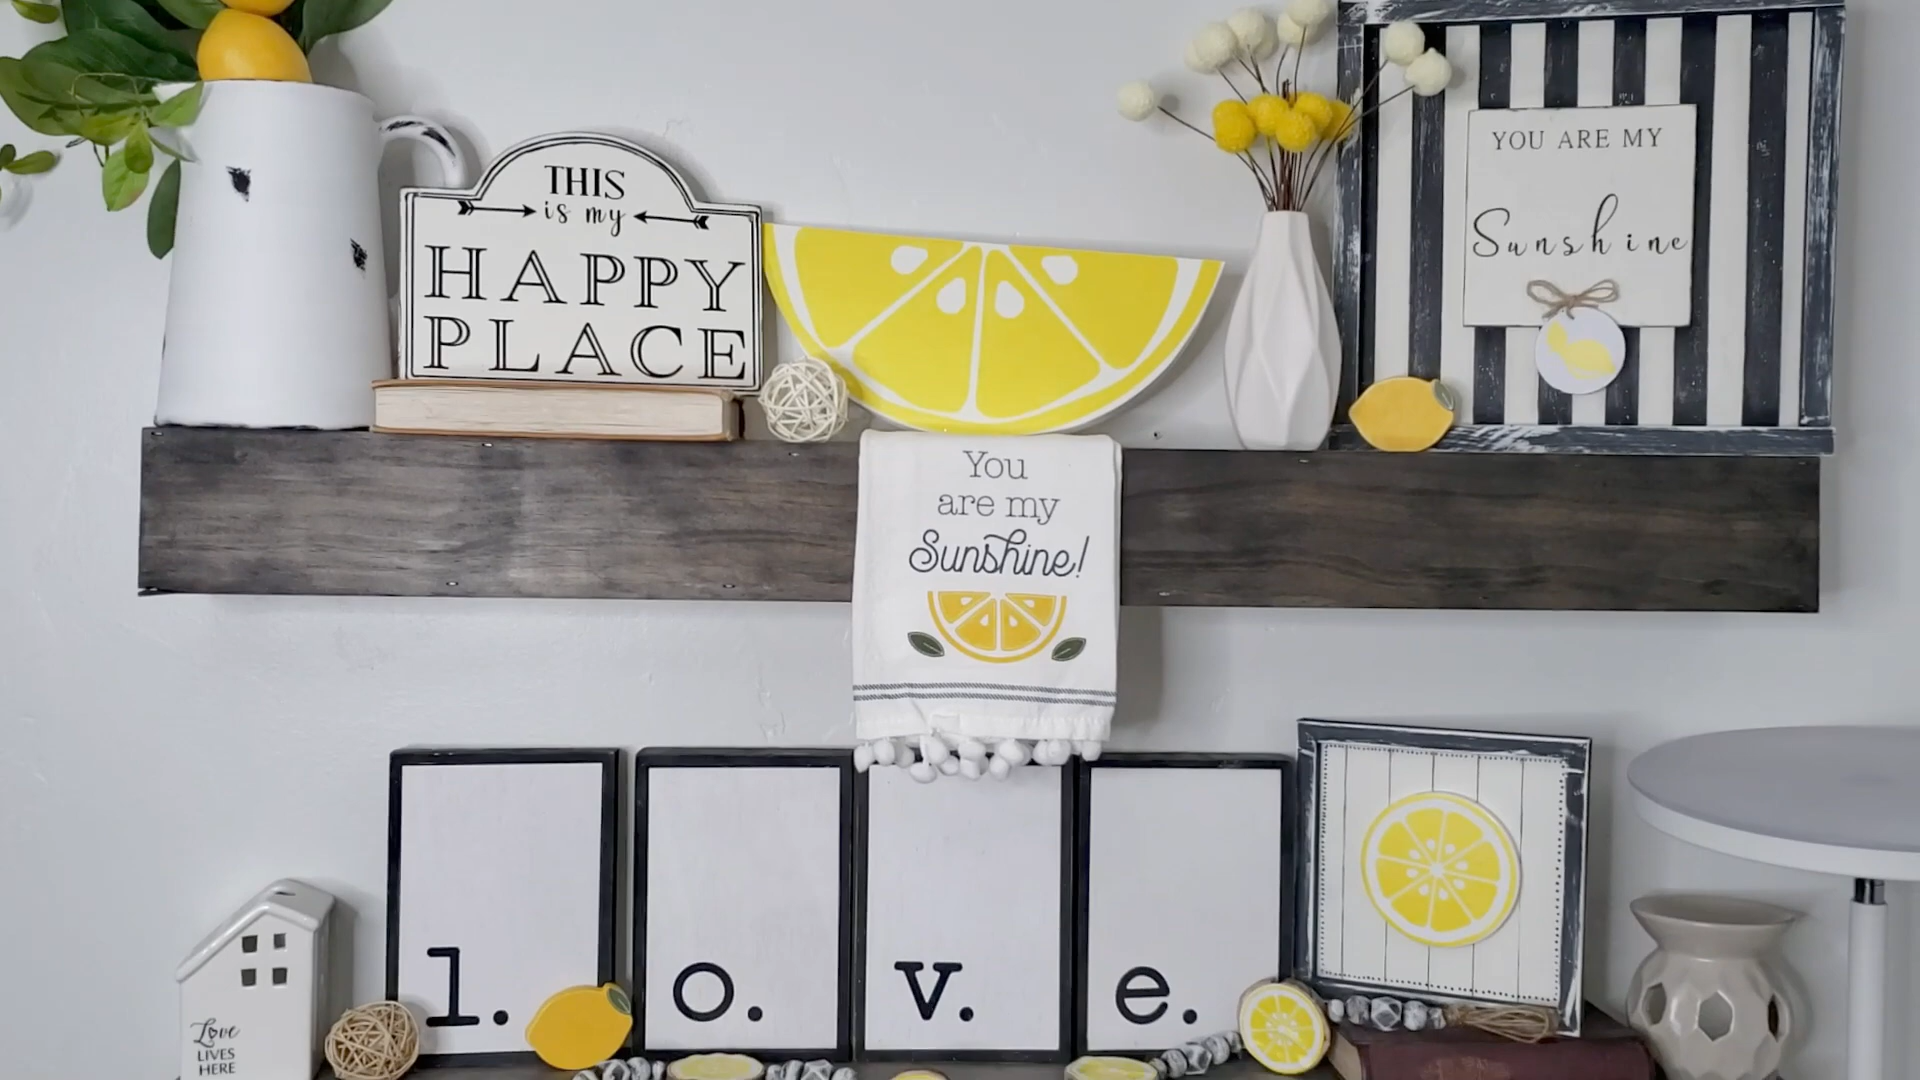 THIS
is my
HAPPY
PLACE
YOU ARE MY
Sunshine
You
are my
Sunshine!
l. o. v. e.
Love
LIVES
HERE